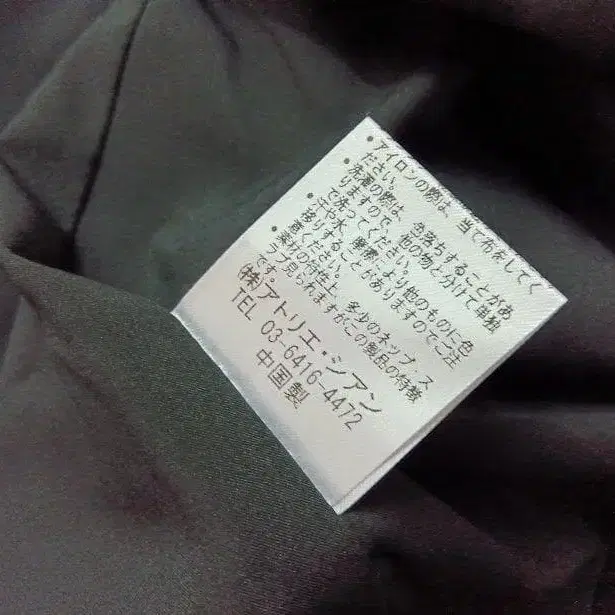 ・アイロンの際は、当て布をしてく
ださい。
・洗濯の際は、色落ちすることがあ
りますので、他の物と分けて単独
で洗ってください。
・汗や水、摩擦により他のものに色
移りすることがありますのでご注
意ください。
・素材の特性上、多少のネップ、ス
ラブ見られますがこの製品の特徴
です。
(株)アトリエ・シアン
TEL 03-6416-4472
中国製